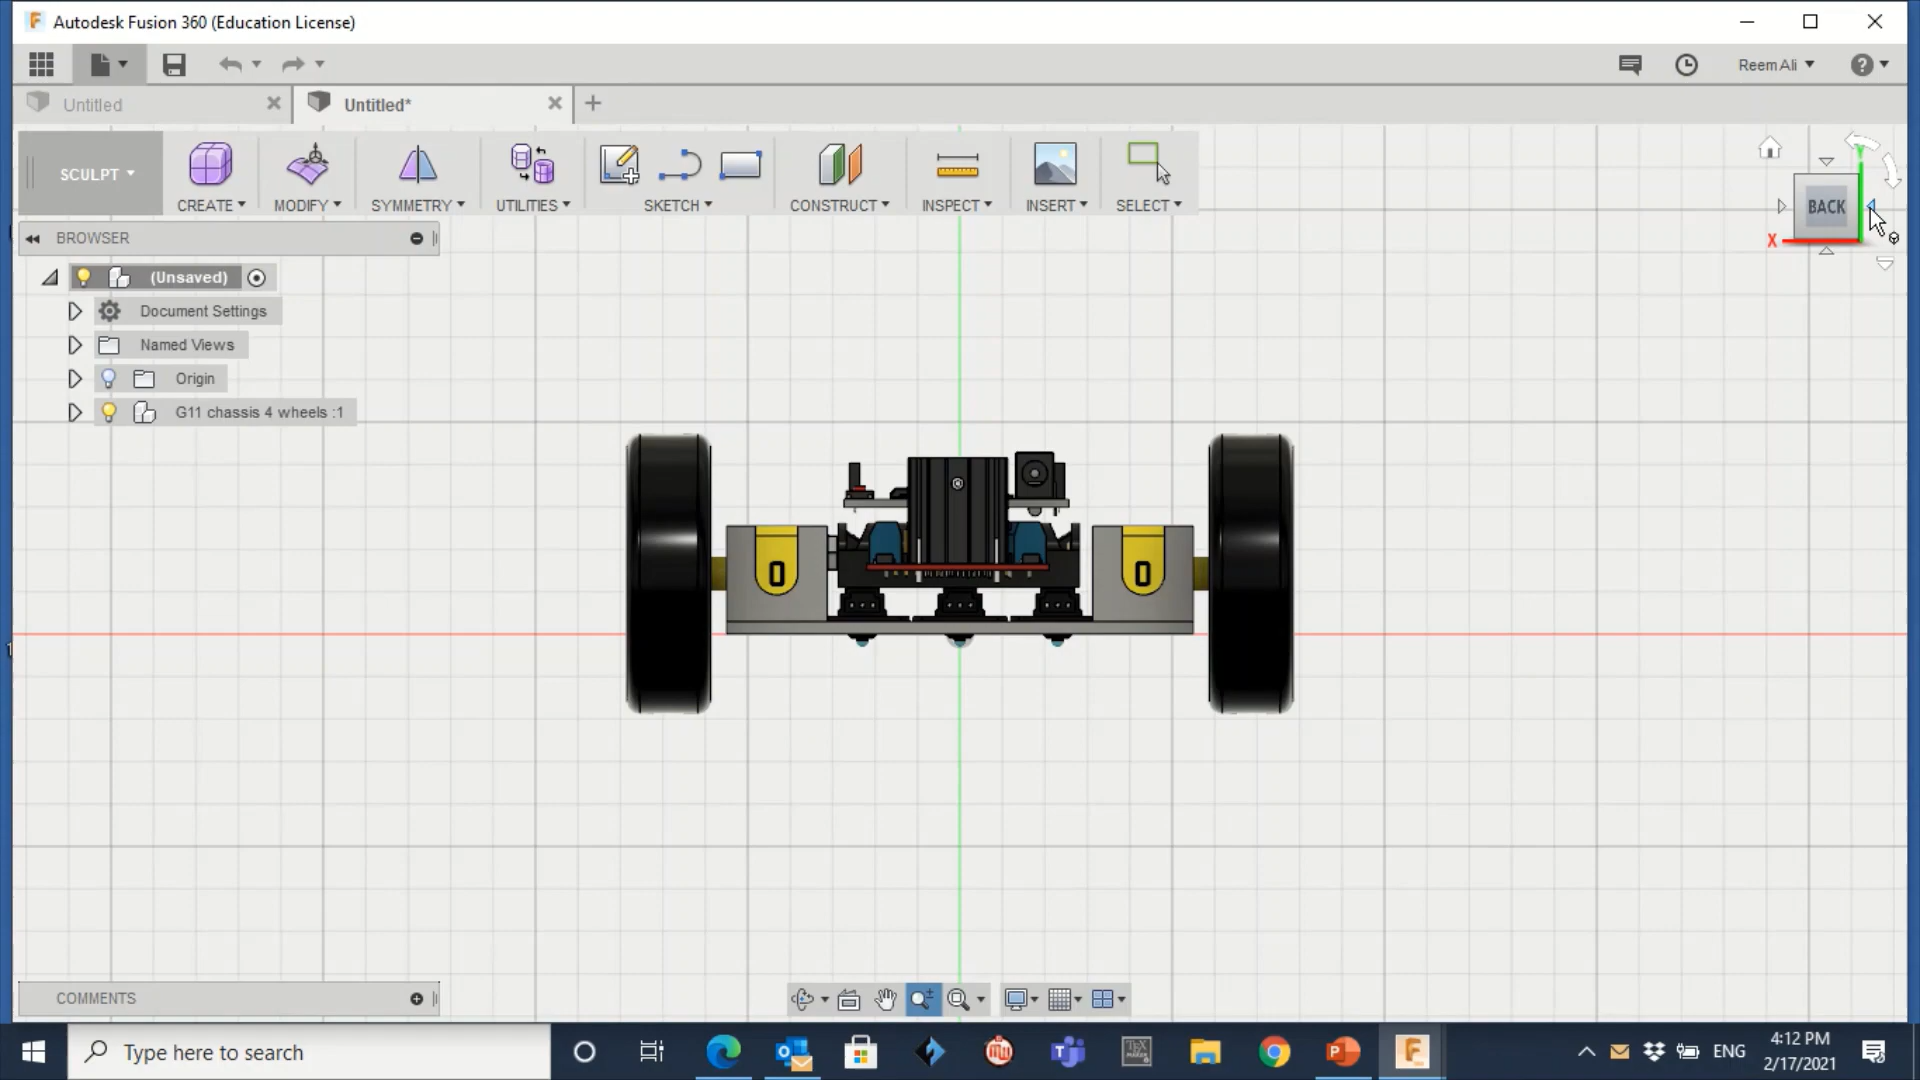 Autodesk Fusion 360 (Education License)
Reem Ali
Untitled
Untitled*
SCULPT
CREATE
MODIFY
SYMMETRY
UTILITIES
SKETCH
CONSTRUCT
INSPECT
INSERT
SELECT
Y
BACK
X
BROWSER
(Unsaved)
Document Settings
Named Views
Origin
G11 chassis 4 wheels :1
0
0
COMMENTS
Type here to search
ENG
4:12 PM
2/17/2021